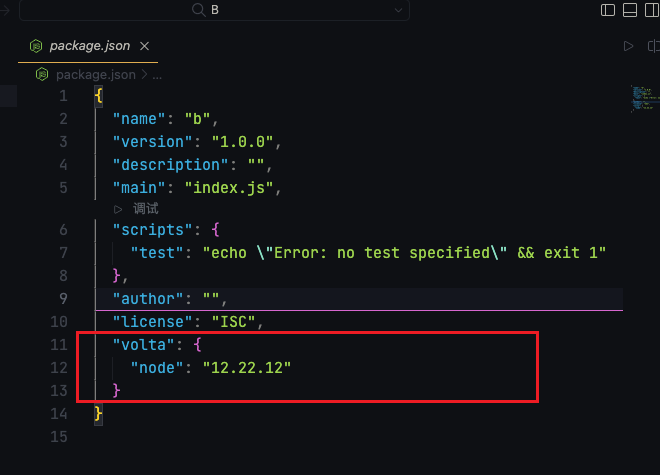 B
package.json
package.json > ...
1 {
2 "name": "b",
3 "version": "1.0.0",
4 "description": "",
5 "main": "index.js",
调试
6 "scripts": {
7 "test": "echo \"Error: no test specified\" && exit 1"
8 },
9 "author": "",
10 "license": "ISC",
11 "volta": {
12 "node": "12.22.12"
13 }
14 }
15